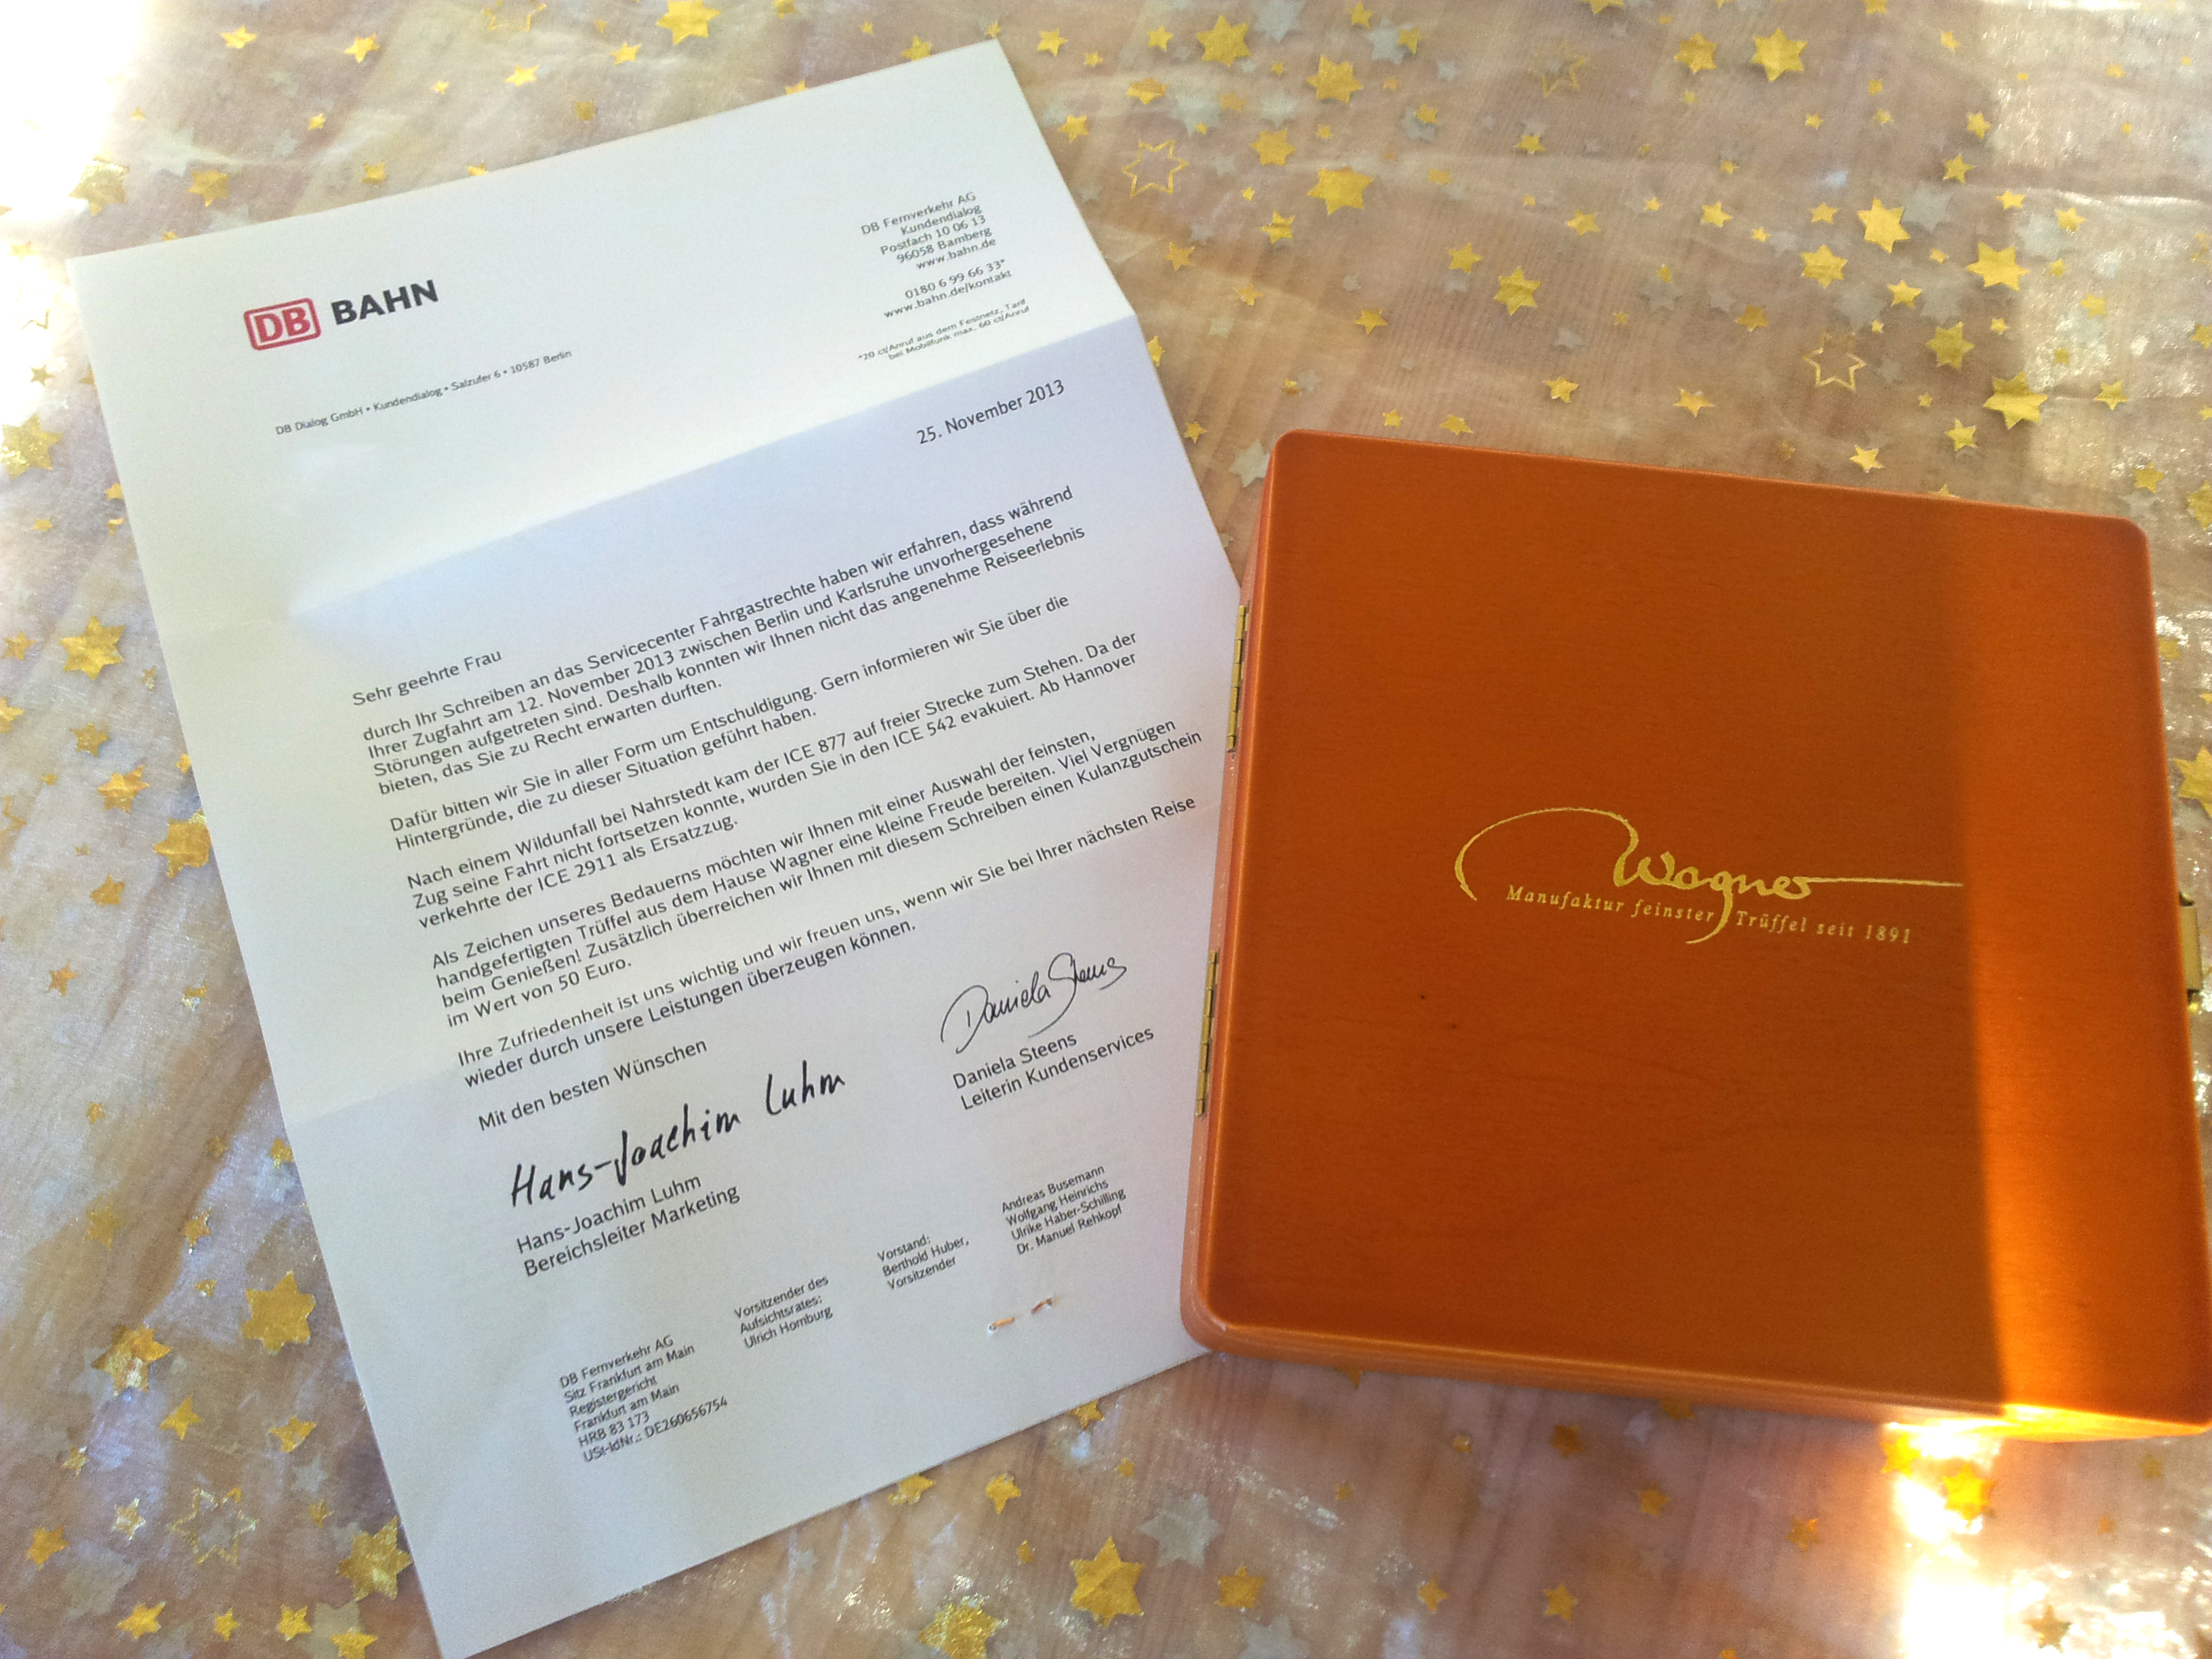 DB BAHN
DB Fernverkehr AG
Kundendialog
Postfach 10 06 13
96058 Bamberg
www.bahn.de
0180 6 99 66 33*
www.bahn.de/kontakt
*20 ct/Anruf aus dem Festnetz, Tarif
bei Mobilfunk max. 60 ct/Anruf
DB Dialog GmbH • Kundendialog • Salzufer 6 • 10587 Berlin
25. November 2013
Sehr geehrte Frau
durch Ihr Schreiben an das Servicecenter Fahrgastrechte haben wir erfahren, dass während
Ihrer Zugfahrt am 12. November 2013 zwischen Berlin und Karlsruhe unvorhergesehene
Störungen aufgetreten sind. Deshalb konnten wir Ihnen nicht das angenehme Reiseerlebnis
bieten, das Sie zu Recht erwarten durften.
Dafür bitten wir Sie in aller Form um Entschuldigung. Gern informieren wir Sie über die
Hintergründe, die zu dieser Situation geführt haben.
Nach einem Wildunfall bei Nahrstedt kam der ICE 877 auf freier Strecke zum Stehen. Da der
Zug seine Fahrt nicht fortsetzen konnte, wurden Sie in den ICE 542 evakuiert. Ab Hannover
verkehrte der ICE 2911 als Ersatzzug.
Als Zeichen unseres Bedauerns möchten wir Ihnen mit einer Auswahl der feinsten,
handgefertigten Trüffel aus dem Hause Wagner eine kleine Freude bereiten. Viel Vergnügen
beim Genießen! Zusätzlich überreichen wir Ihnen mit diesem Schreiben einen Kulanzgutschein
im Wert von 50 Euro.
Ihre Zufriedenheit ist uns wichtig und wir freuen uns, wenn wir Sie bei Ihrer nächsten Reise
wieder durch unsere Leistungen überzeugen können.
Mit den besten Wünschen
Hans-Joachim Luhm
Hans-Joachim Luhm
Bereichsleiter Marketing
Daniela Steens
Daniela Steens
Leiterin Kundenservices
DB Fernverkehr AG
Sitz Frankfurt am Main
Registergericht
Frankfurt am Main
HRB 83 173
USt-IdNr.: DE260656754
Vorsitzender des
Aufsichtsrates:
Ulrich Homburg
Vorstand:
Berthold Huber,
Vorsitzender
Andreas Busemann
Wolfgang Heinrichs
Ulrike Haber-Schilling
Dr. Manuel Rehkopf
Wagner
Manufaktur feinster Trüffel seit 1891